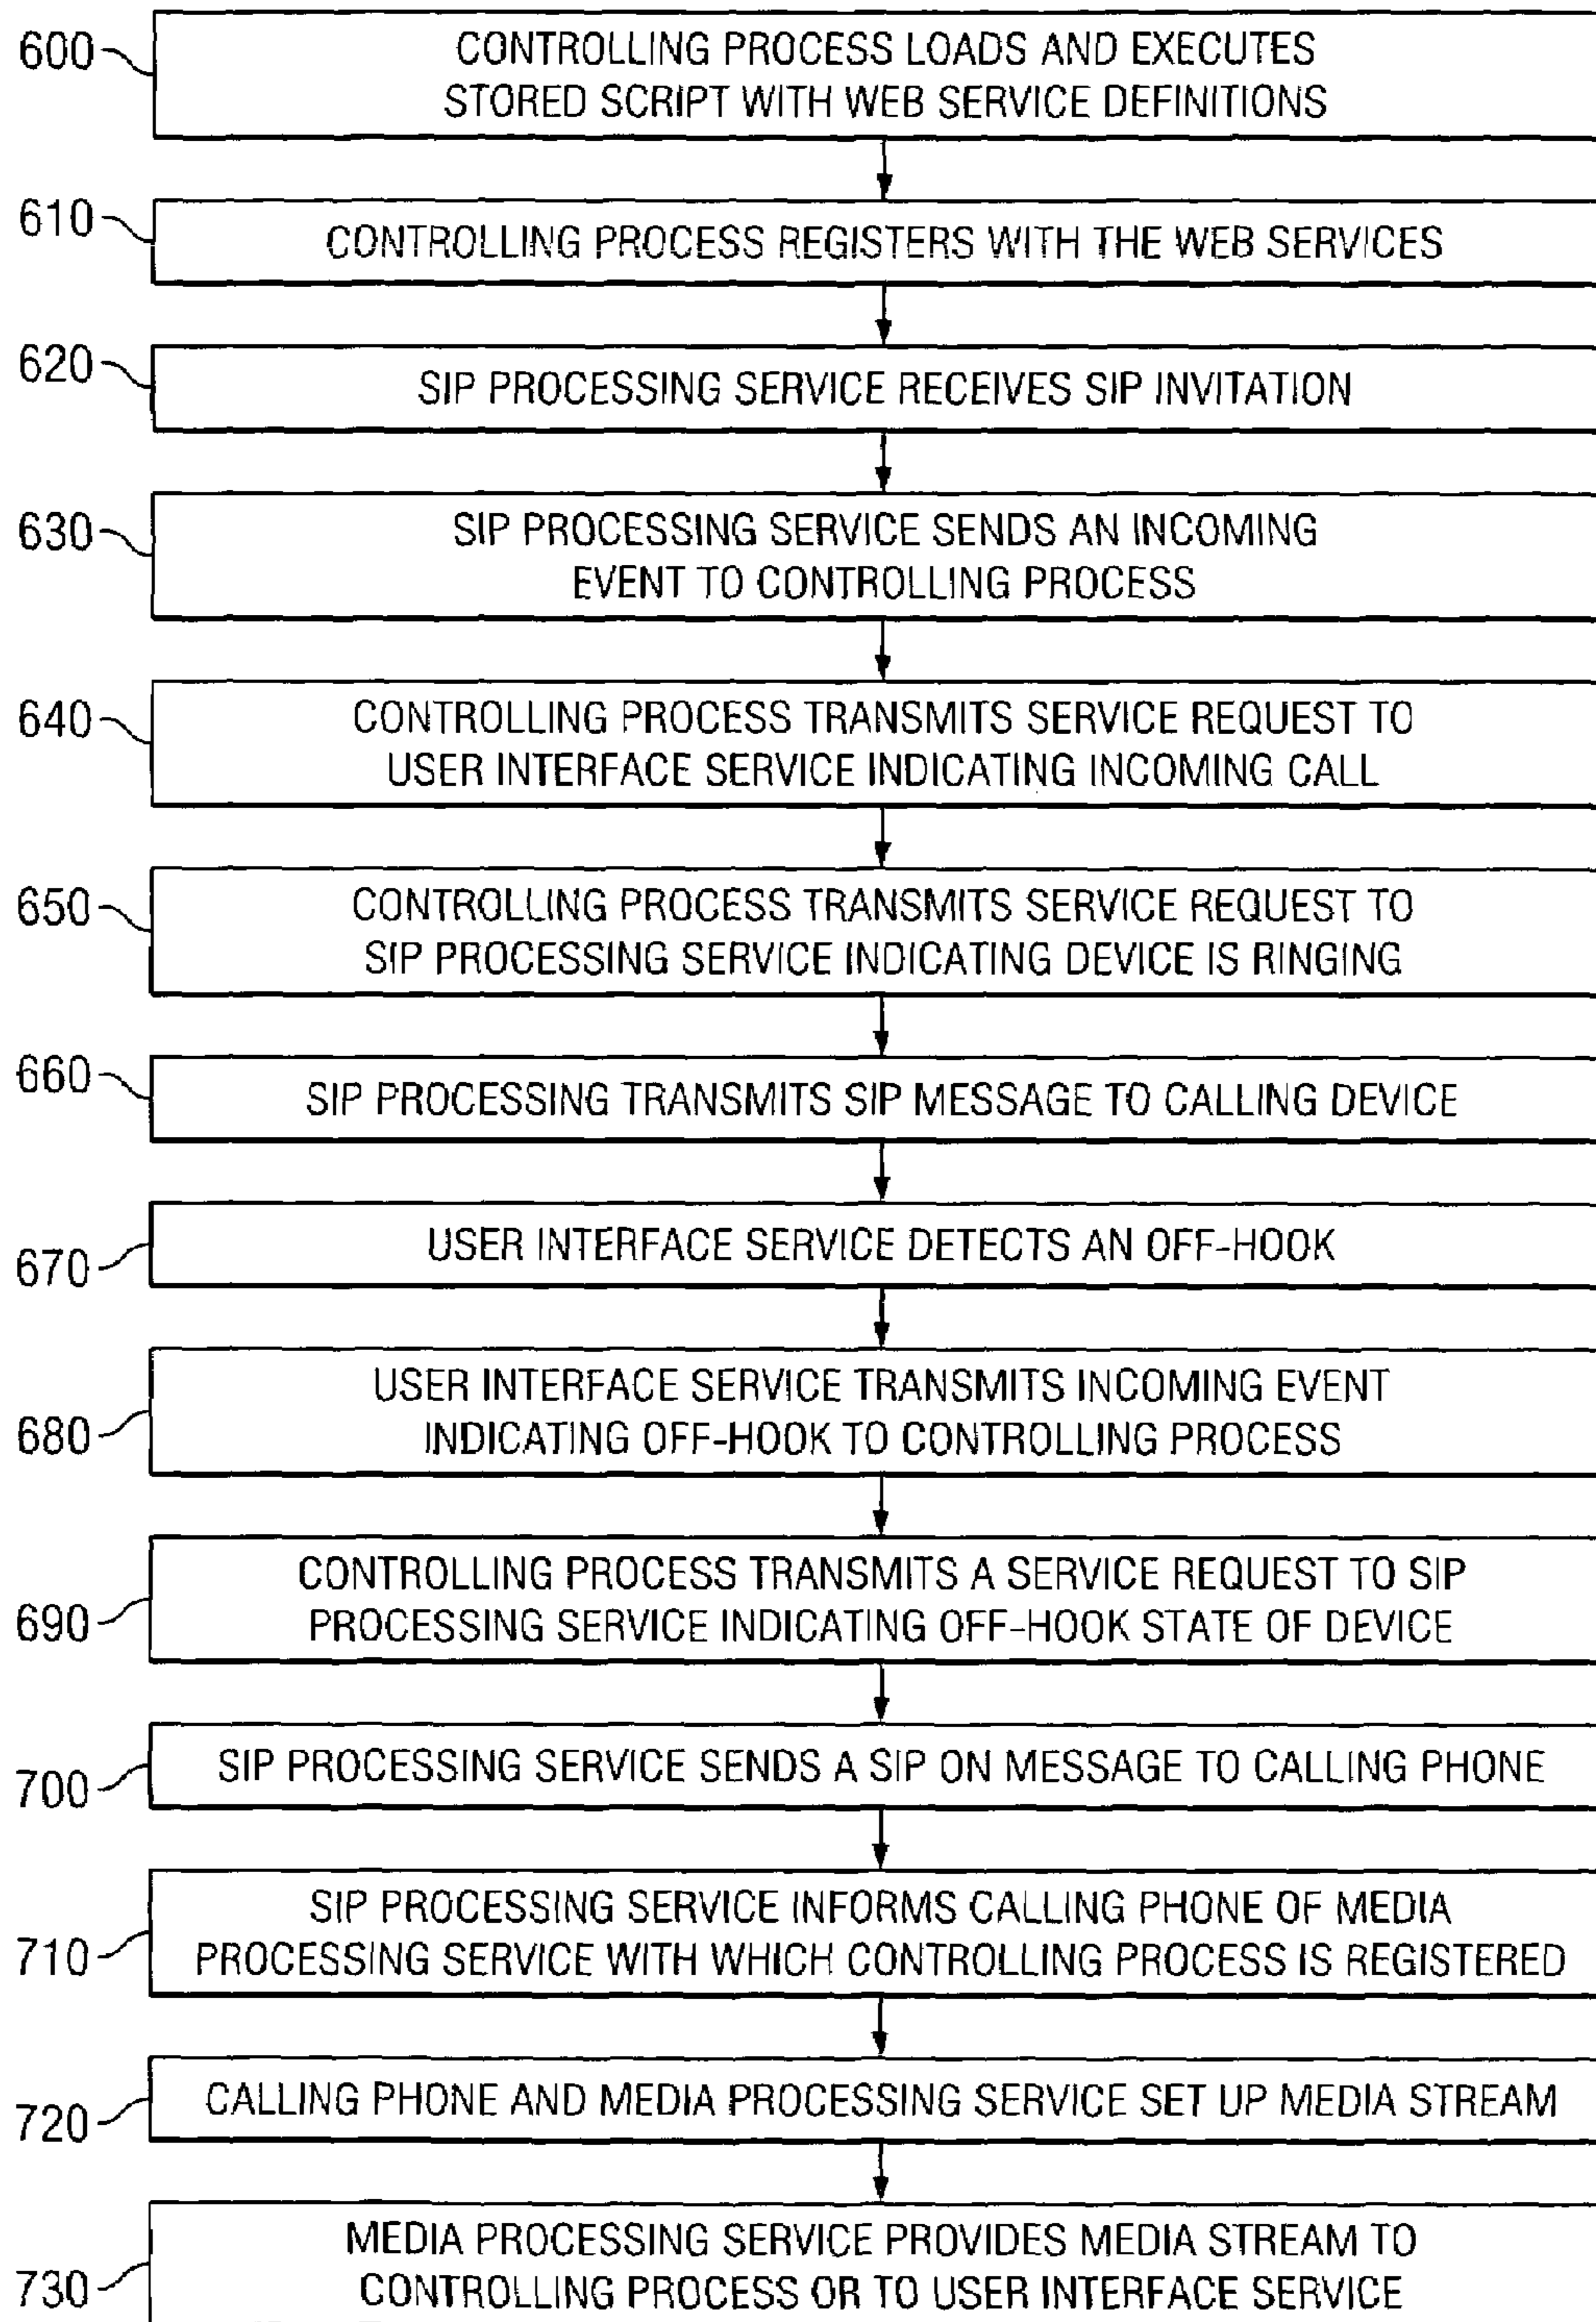 600
CONTROLLING PROCESS LOADS AND EXECUTES
STORED SCRIPT WITH WEB SERVICE DEFINITIONS
610
CONTROLLING PROCESS REGISTERS WITH THE WEB SERVICES
620
SIP PROCESSING SERVICE RECEIVES SIP INVITATION
630
SIP PROCESSING SERVICE SENDS AN INCOMING
EVENT TO CONTROLLING PROCESS
640
CONTROLLING PROCESS TRANSMITS SERVICE REQUEST TO
USER INTERFACE SERVICE INDICATING INCOMING CALL
650
CONTROLLING PROCESS TRANSMITS SERVICE REQUEST TO
SIP PROCESSING SERVICE INDICATING DEVICE IS RINGING
660
SIP PROCESSING TRANSMITS SIP MESSAGE TO CALLING DEVICE
670
USER INTERFACE SERVICE DETECTS AN OFF-HOOK
680
USER INTERFACE SERVICE TRANSMITS INCOMING EVENT
INDICATING OFF-HOOK TO CONTROLLING PROCESS
690
CONTROLLING PROCESS TRANSMITS A SERVICE REQUEST TO SIP
PROCESSING SERVICE INDICATING OFF-HOOK STATE OF DEVICE
700
SIP PROCESSING SERVICE SENDS A SIP ON MESSAGE TO CALLING PHONE
710
SIP PROCESSING SERVICE INFORMS CALLING PHONE OF MEDIA
PROCESSING SERVICE WITH WHICH CONTROLLING PROCESS IS REGISTERED
720
CALLING PHONE AND MEDIA PROCESSING SERVICE SET UP MEDIA STREAM
730
MEDIA PROCESSING SERVICE PROVIDES MEDIA STREAM TO
CONTROLLING PROCESS OR TO USER INTERFACE SERVICE